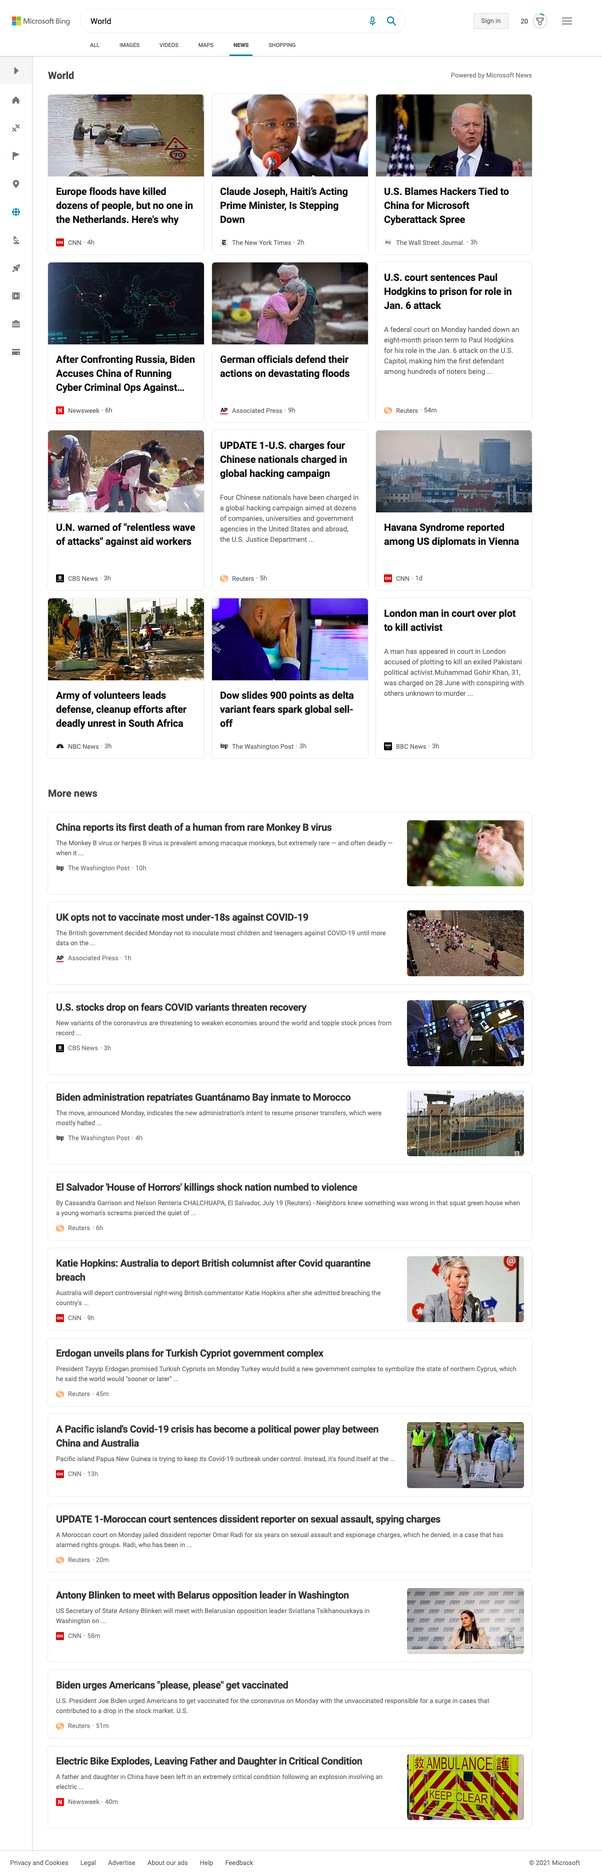 Microsoft Bing
World
Sign in
20
ALL IMAGES VIDEOS MAPS NEWS SHOPPING
World
Powered by Microsoft News
Europe floods have killed
dozens of people, but no one in
the Netherlands. Here's why
CNN · 4h
Claude Joseph, Haiti's Acting
Prime Minister, Is Stepping
Down
The New York Times · 2h
U.S. Blames Hackers Tied to
China for Microsoft
Cyberattack Spree
The Wall Street Journal. · 3h
After Confronting Russia, Biden
Accuses China of Running
Cyber Criminal Ops Against...
Newsweek · 6h
German officials defend their
actions on devastating floods
Associated Press · 9h
U.S. court sentences Paul
Hodgkins to prison for role in
Jan. 6 attack
A federal court on Monday handed down an
eight-month prison term to Paul Hodgkins
for his role in the Jan. 6 attack on the U.S.
Capitol, making him the first defendant
among hundreds of rioters being ...
Reuters · 54m
U.N. warned of "relentless wave
of attacks" against aid workers
CBS News · 3h
UPDATE 1-U.S. charges four
Chinese nationals charged in
global hacking campaign
Four Chinese nationals have been charged in
a global hacking campaign aimed at dozens
of companies, universities and government
agencies in the United States and abroad,
the U.S. Justice Department ...
Reuters · 5h
Havana Syndrome reported
among US diplomats in Vienna
CNN · 1d
Army of volunteers leads
defense, cleanup efforts after
deadly unrest in South Africa
NBC News · 3h
Dow slides 900 points as delta
variant fears spark global sell-
off
The Washington Post · 3h
London man in court over plot
to kill activist
A man has appeared in court in London
accused of plotting to kill an exiled Pakistani
political activist.Muhammad Gohir Khan, 31,
was charged on 28 June with conspiring with
others unknown to murder ...
BBC News · 3h
More news
China reports its first death of a human from rare Monkey B virus
The Monkey B virus or herpes B virus is prevalent among macaque monkeys, but extremely rare — and often deadly —
when it ...
The Washington Post · 10h
UK opts not to vaccinate most under-18s against COVID-19
The British government decided Monday not to inoculate most children and teenagers against COVID-19 until more
data on the ...
Associated Press · 1h
U.S. stocks drop on fears COVID variants threaten recovery
New variants of the coronavirus are threatening to weaken economies around the world and topple stock prices from
record ...
CBS News · 3h
Biden administration repatriates Guantánamo Bay inmate to Morocco
The move, announced Monday, indicates the new administration's intent to resume prisoner transfers, which were
mostly halted ...
The Washington Post · 4h
El Salvador 'House of Horrors' killings shock nation numbed to violence
By Cassandra Garrison and Nelson Renteria CHALCHUAPA, El Salvador, July 19 (Reuters) - Neighbors knew something was wrong in that squat green house when
a young woman's screams pierced the quiet of ...
Reuters · 6h
Katie Hopkins: Australia to deport British columnist after Covid quarantine
breach
Australia will deport controversial right-wing British commentator Katie Hopkins after she admitted breaching the
country's ...
CNN · 9h
Erdogan unveils plans for Turkish Cypriot government complex
President Tayyip Erdogan promised Turkish Cypriots on Monday Turkey would build a new government complex to symbolize the state of northern Cyprus, which
he said the world would "sooner or later" ...
Reuters · 45m
A Pacific island's Covid-19 crisis has become a political power play between
China and Australia
Pacific island Papua New Guinea is trying to keep its Covid-19 outbreak under control. Instead, it's found itself at the ...
CNN · 13h
UPDATE 1-Moroccan court sentences dissident reporter on sexual assault, spying charges
A Moroccan court on Monday jailed dissident reporter Omar Radi for six years on sexual assault and espionage charges, which he denied, in a case that has
alarmed rights groups. Radi, who has been in ...
Reuters · 20m
Antony Blinken to meet with Belarus opposition leader in Washington
US Secretary of State Antony Blinken will meet with Belarusian opposition leader Sviatlana Tsikhanouskaya in
Washington on ...
CNN · 58m
Biden urges Americans "please, please" get vaccinated
U.S. President Joe Biden urged Americans to get vaccinated for the coronavirus on Monday with the unvaccinated responsible for a surge in cases that
contributed to a drop in the stock market. U.S.
Reuters · 51m
Electric Bike Explodes, Leaving Father and Daughter in Critical Condition
A father and daughter in China have been left in an extremely critical condition following an explosion involving an
electric ...
Newsweek · 40m
救 AMBULANCE 護
KEEP CLEAR
Privacy and Cookies Legal Advertise About our ads Help Feedback
© 2021 Microsoft